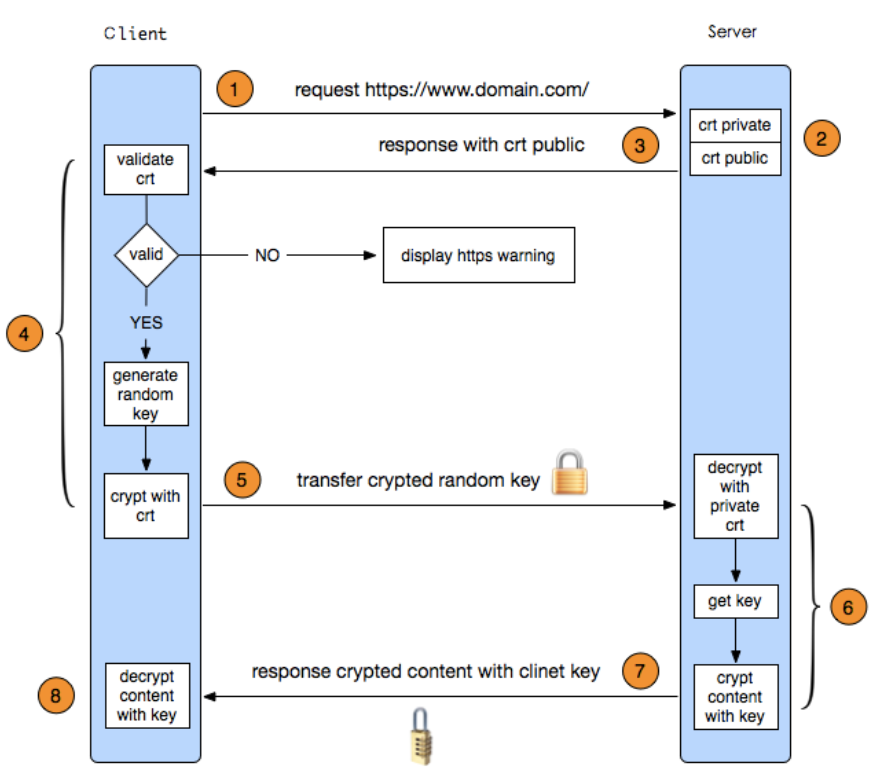 Client
Server
1
request https://www.domain.com/
crt private
2
response with crt public
3
crt public
validate
crt
valid
NO
display https warning
4
YES
generate
random
key
5
transfer crypted random key
decrypt
with
private
crt
crypt with
crt
get key
6
response crypted content with clinet key
7
8
decrypt
content
with key
crypt
content
with key